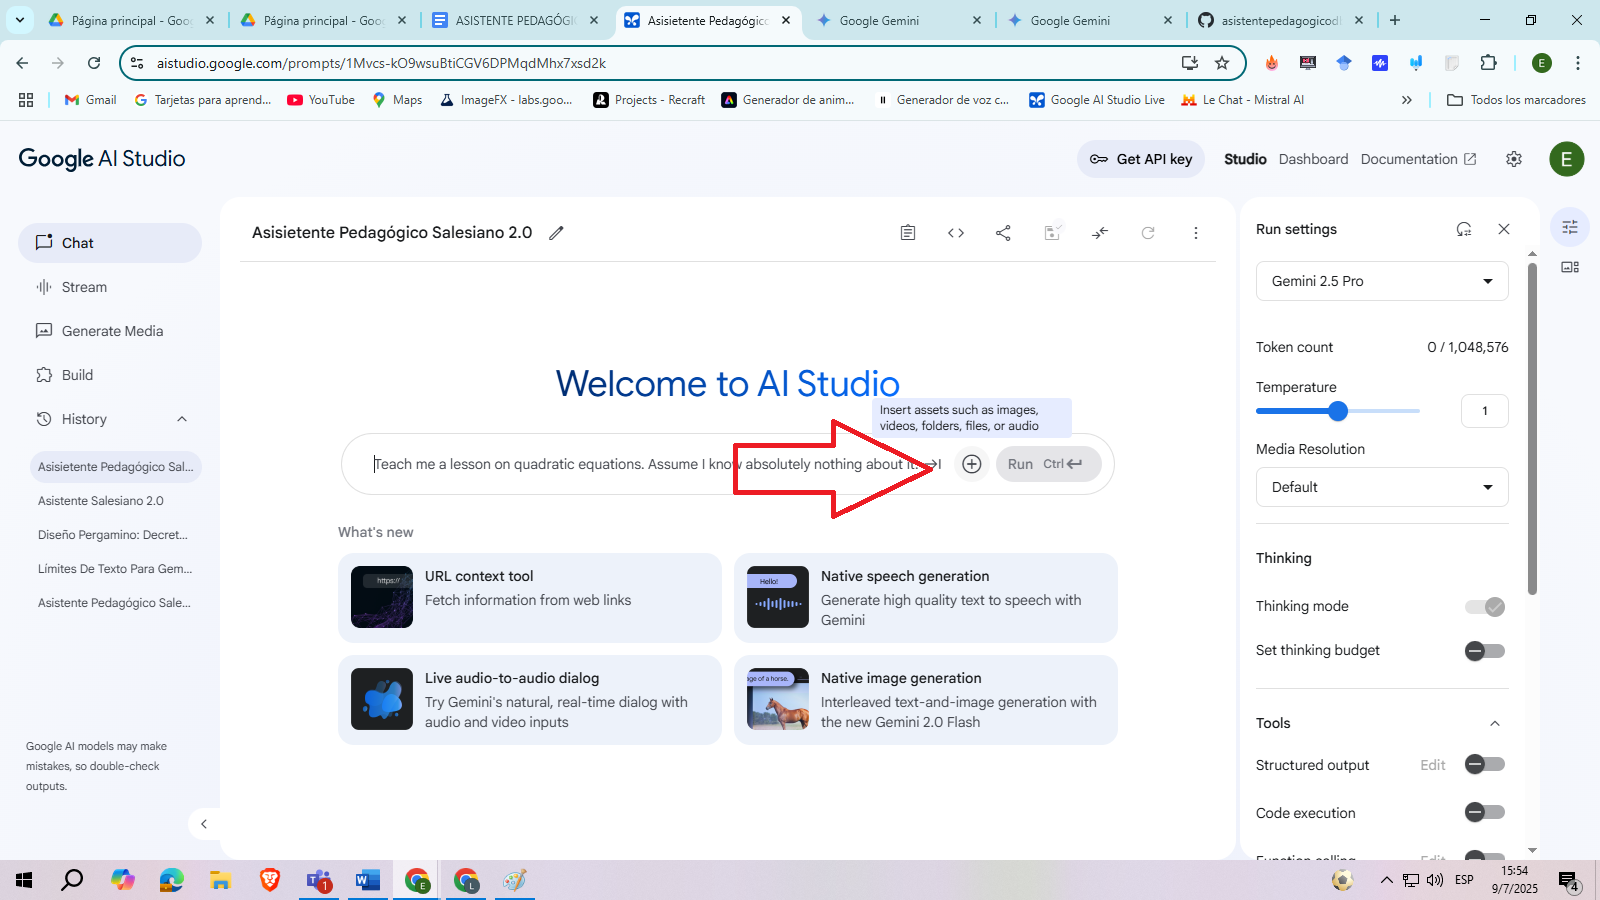 Página principal - Goog
Página principal - Goog
ASISTENTE PEDAGÓGIC
Asisietente Pedagógico
Google Gemini
Google Gemini
asistentepedagogicodb
aistudio.google.com/prompts/1Mvcs-kO9wsuBtiCGV6DPMqdMhx7xsd2k
E
Gmail
Tarjetas para aprend...
YouTube
Maps
ImageFX - labs.goo...
Projects - Recraft
Generador de anim...
Generador de voz c...
Google AI Studio Live
Le Chat - Mistral AI
Todos los marcadores
Google AI Studio
Get API key
Studio
Dashboard
Documentation
E
Chat
Stream
Generate Media
Build
History
Asisietente Pedagógico Sal...
Asistente Salesiano 2.0
Diseño Pergamino: Decret...
Límites De Texto Para Gem...
Asistente Pedagógico Sale...
Google AI models may make
mistakes, so double-check
outputs.
Asisietente Pedagógico Salesiano 2.0
Welcome to AI Studio
Insert assets such as images,
videos, folders, files, or audio
Teach me a lesson on quadratic equations. Assume I know absolutely nothing about it.
Run Ctrl
What's new
https://
URL context tool
Fetch information from web links
Hello!
Native speech generation
Generate high quality text to speech with
Gemini
Live audio-to-audio dialog
Try Gemini's natural, real-time dialog with
audio and video inputs
age of a horse.
Native image generation
Interleaved text-and-image generation with
the new Gemini 2.0 Flash
Run settings
Gemini 2.5 Pro
Token count
0 / 1,048,576
Temperature
1
Media Resolution
Default
Thinking
Thinking mode
Set thinking budget
Tools
Structured output
Edit
Code execution
Function calling
Edit
1
E
L
ESP
15:54
9/7/2025
4